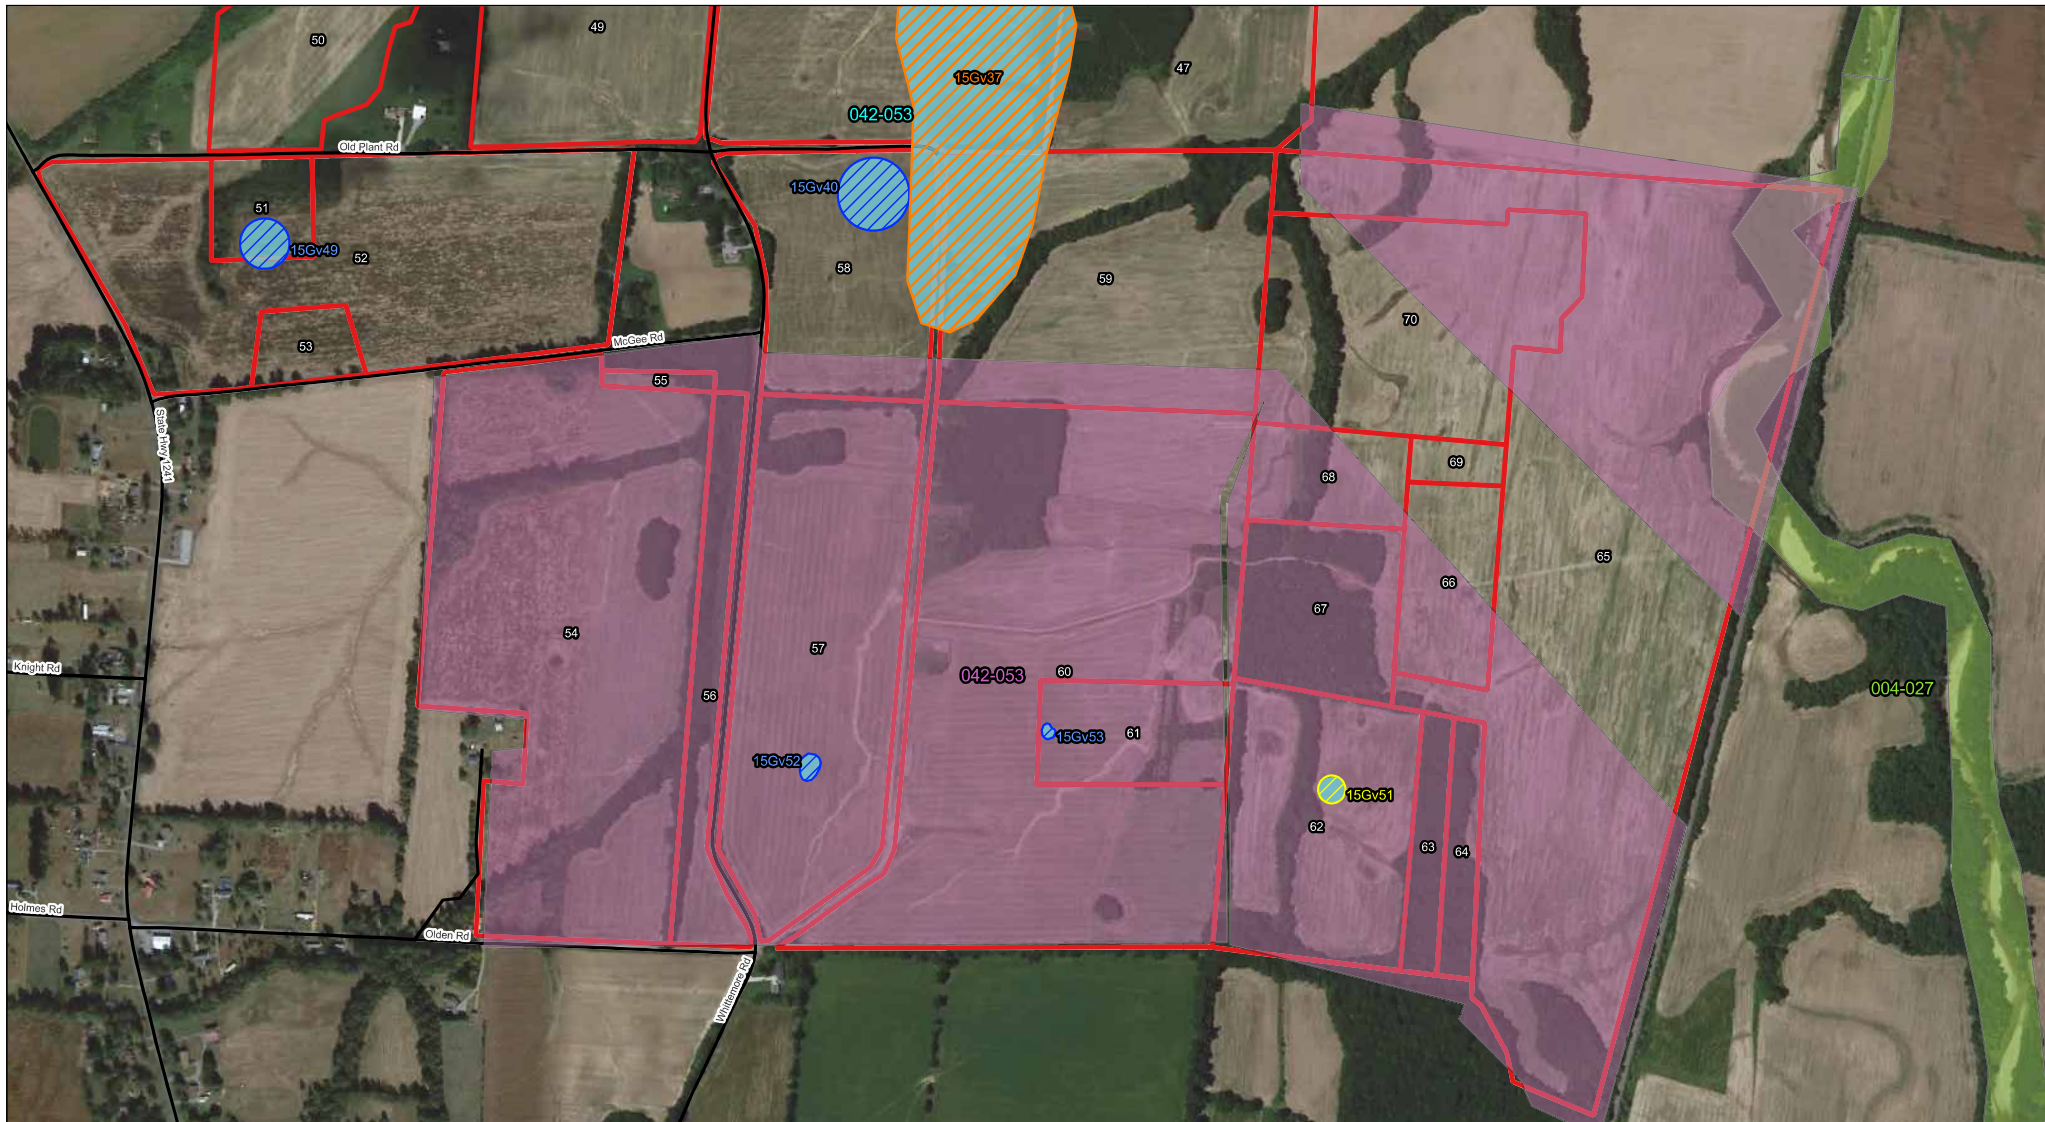 50
49
47
15Gv37
042-053
Old Plant Rd
15Gv40
51
15Gv49
52
58
59
53
McGee Rd
70
55
State Hwy 1241
69
68
65
66
67
54
57
Knight Rd
60
042-053
56
004-027
61
15Gv53
15Gv52
15Gv51
62
63
64
Holmes Rd
Olden Rd
Whittemore Rd